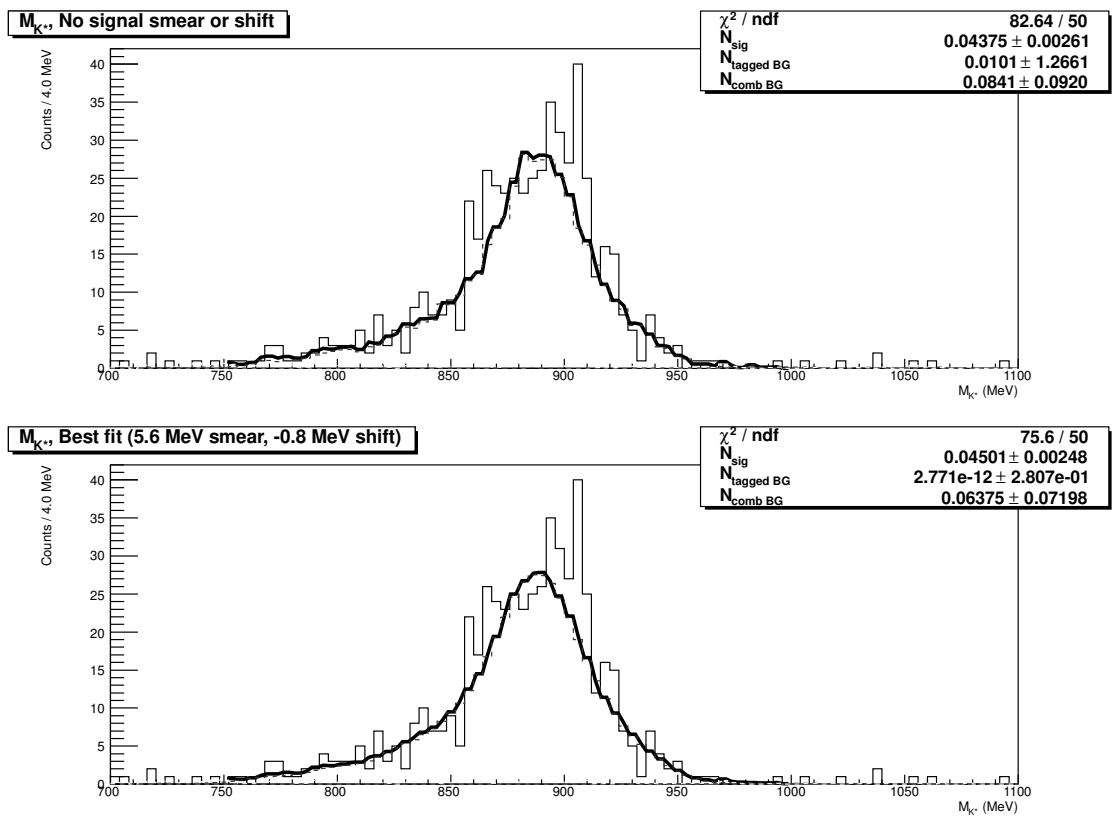 M_K*, No signal smear or shift
χ² / ndf 82.64 / 50
N_sig 0.04375 ± 0.00261
N_tagged BG 0.0101 ± 1.2661
N_comb BG 0.0841 ± 0.0920
Counts / 4.0 MeV
40
35
30
25
20
15
10
5
0
700 750 800 850 900 950 1000 1050 1100
M_K* (MeV)
M_K*, Best fit (5.6 MeV smear, -0.8 MeV shift)
χ² / ndf 75.6 / 50
N_sig 0.04501 ± 0.00248
N_tagged BG 2.771e-12 ± 2.807e-01
N_comb BG 0.06375 ± 0.07198
Counts / 4.0 MeV
40
35
30
25
20
15
10
5
0
700 750 800 850 900 950 1000 1050 1100
M_K* (MeV)